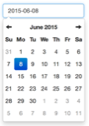 2015-06-08
← June 2015 →
Su Mo Tu We Th Fr Sa
31 1 2 3 4 5 6
7 8 9 10 11 12 13
14 15 16 17 18 19 20
21 22 23 24 25 26 27
28 29 30 1 2 3 4
5 6 7 8 9 10 11